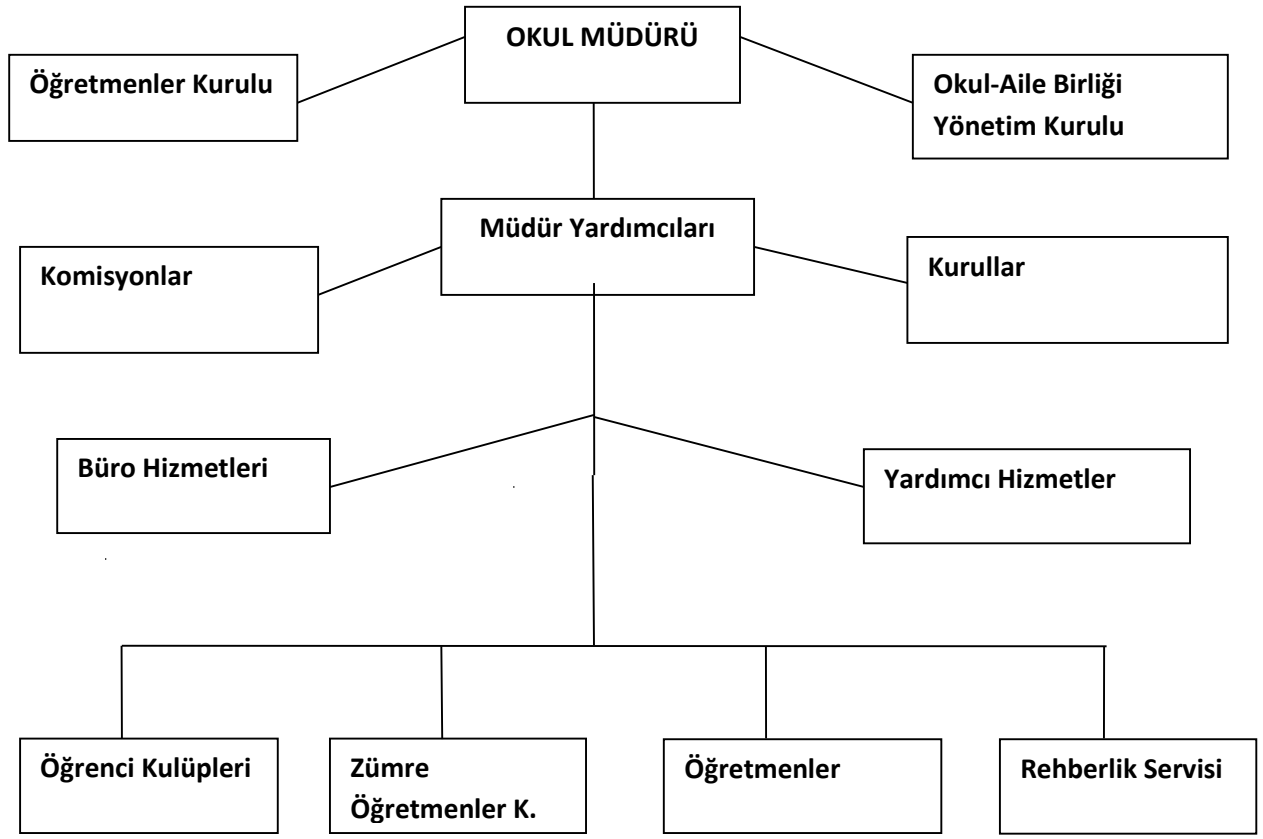 OKUL MÜDÜRÜ
Öğretmenler Kurulu
Okul-Aile Birliği
Yönetim Kurulu
Müdür Yardımcıları
Komisyonlar
Kurullar
Büro Hizmetleri
Yardımcı Hizmetler
Öğrenci Kulüpleri
Zümre
Öğretmenler K.
Öğretmenler
Rehberlik Servisi